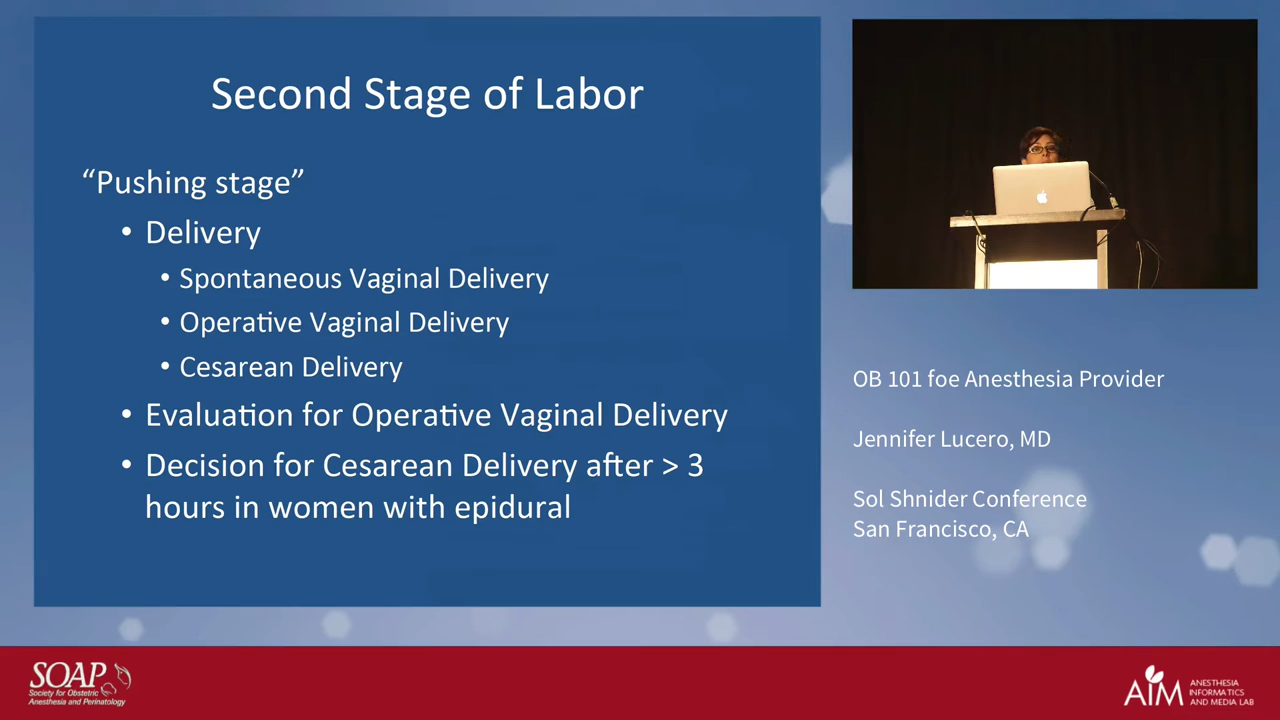 Second Stage of Labor
“Pushing stage”
• Delivery
• Spontaneous Vaginal Delivery
• Operative Vaginal Delivery
• Cesarean Delivery
• Evaluation for Operative Vaginal Delivery
• Decision for Cesarean Delivery after > 3
hours in women with epidural
OB 101 foe Anesthesia Provider
Jennifer Lucero, MD
Sol Shnider Conference
San Francisco, CA
SOAP
Society for Obstetric
Anesthesia and Perinatology
AIM
ANESTHESIA
INFORMATICS
AND MEDIA LAB